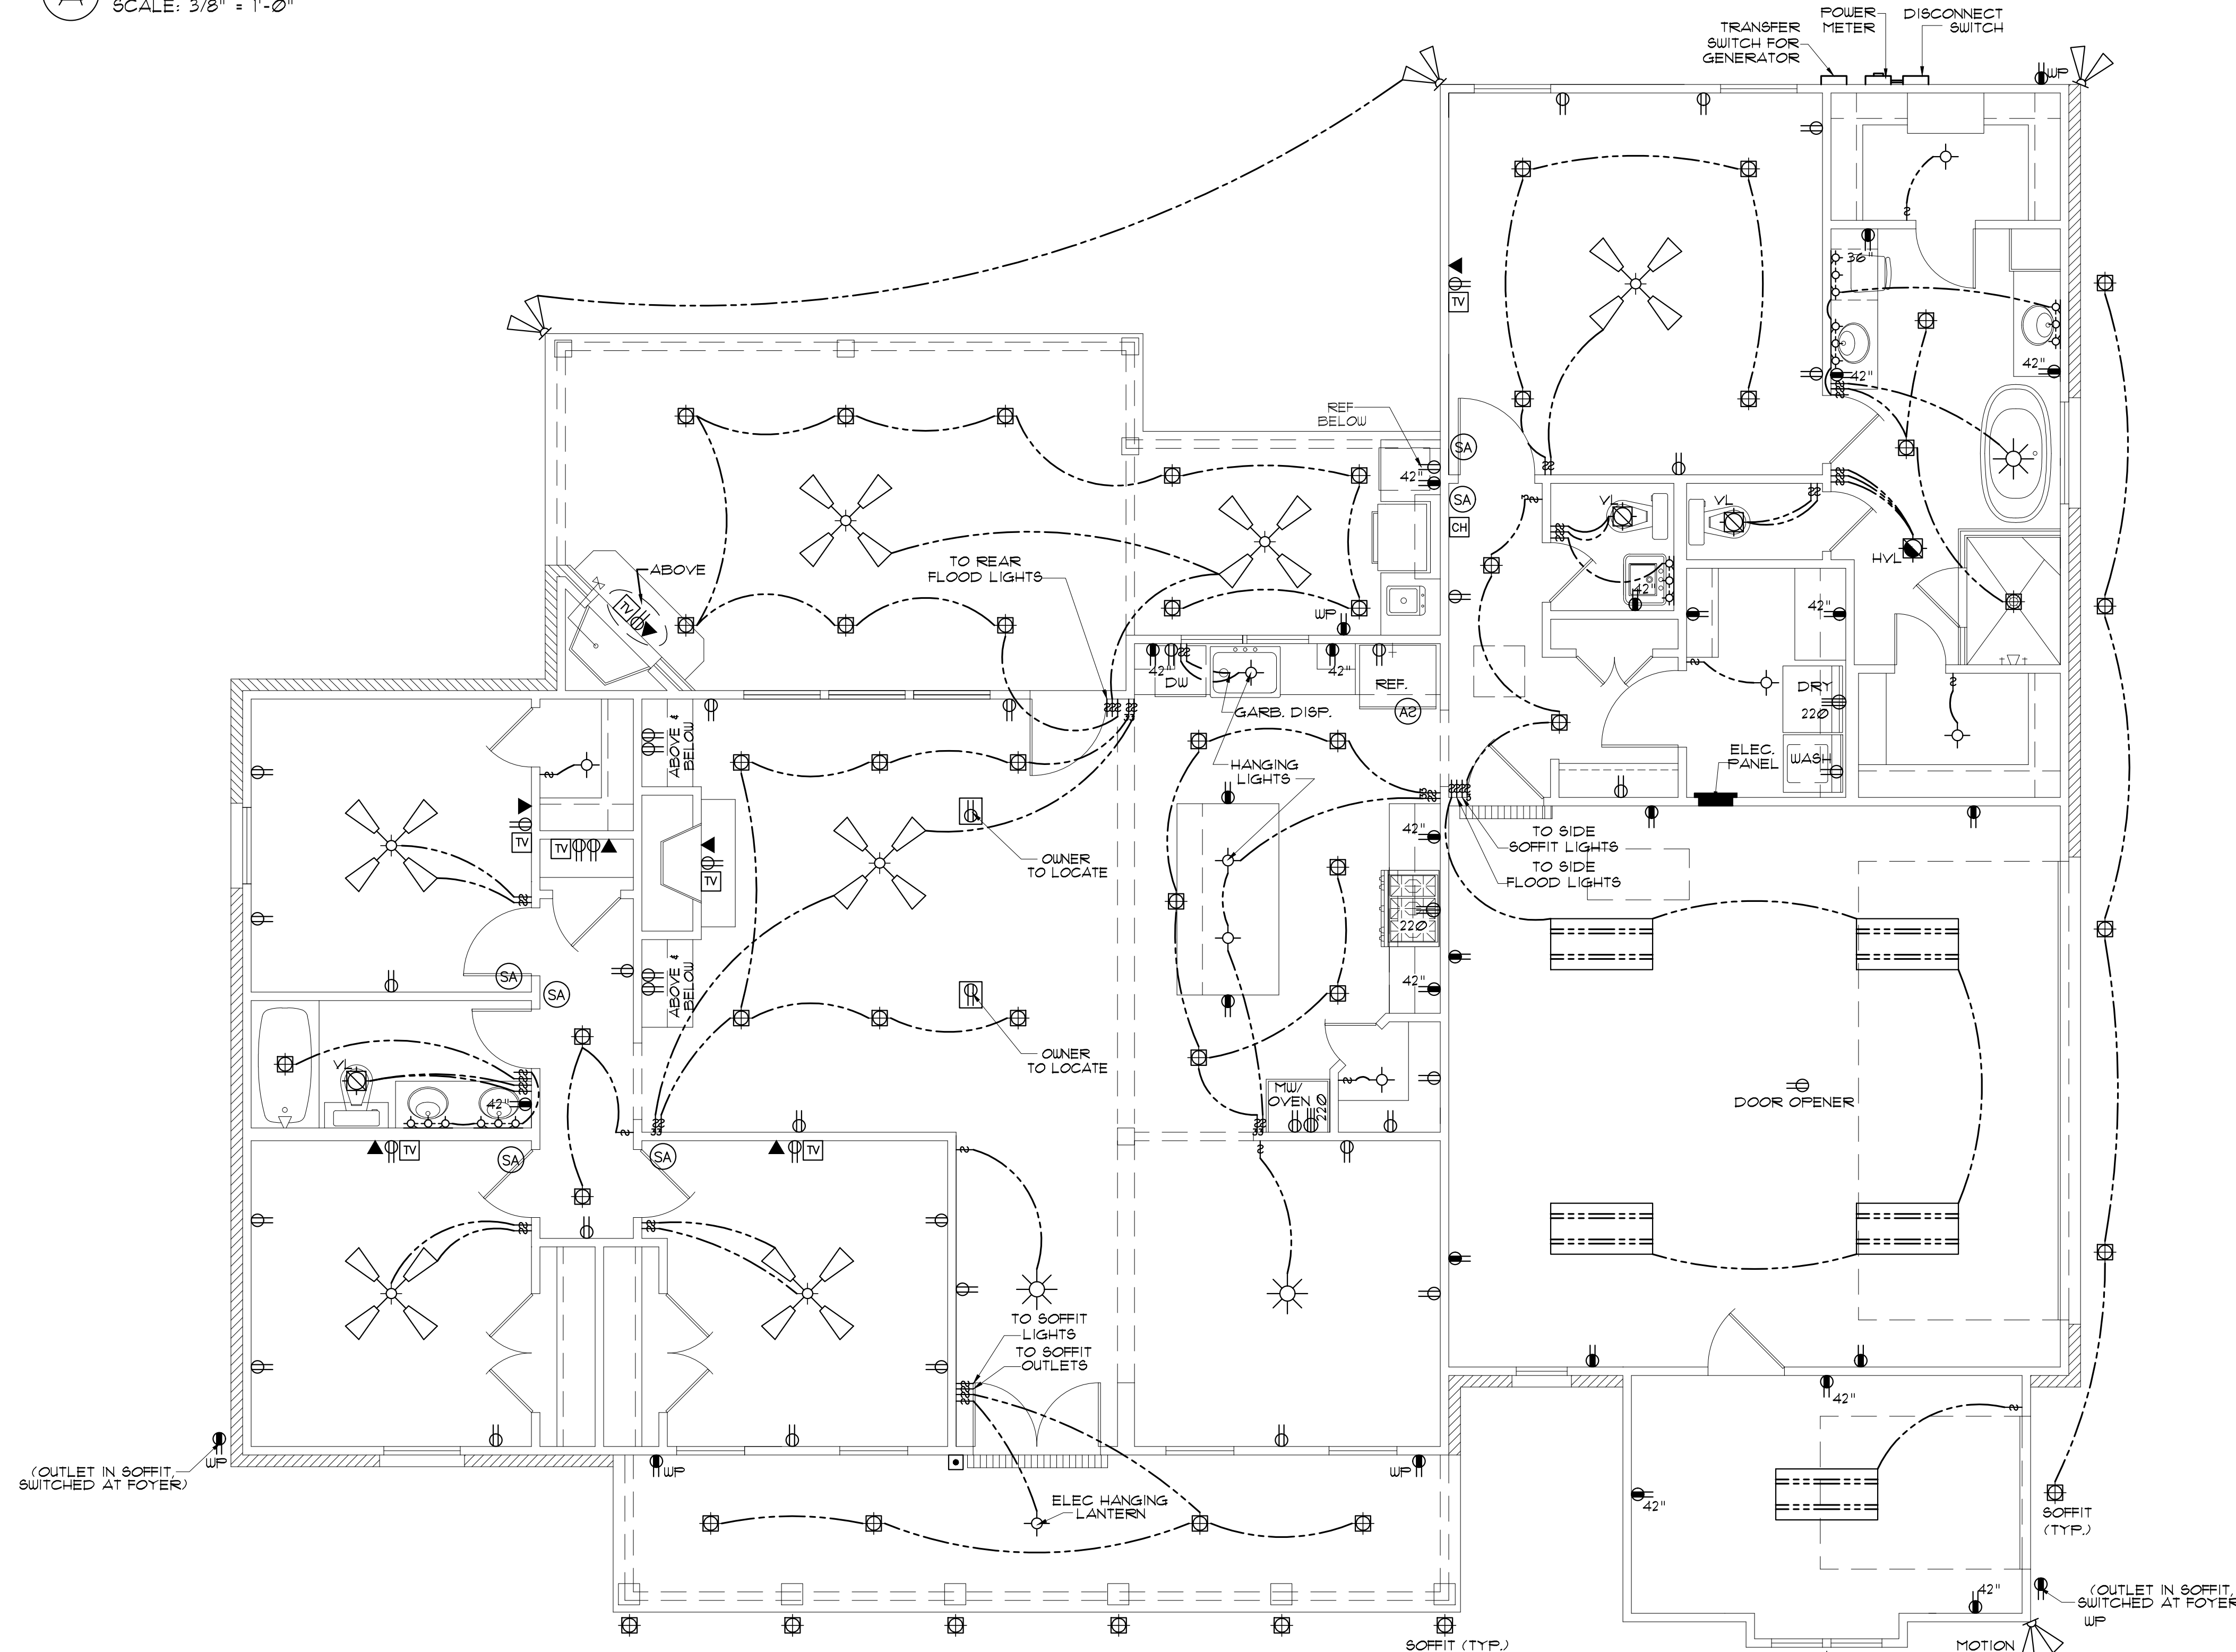 A
SCALE: 3/8" = 1'-0"
TRANSFER
SWITCH FOR
GENERATOR
POWER
METER
DISCONNECT
SWITCH
WP
36"
TV
42"
42"
REF
BELOW
42"
SA
SA
CH
VL
VL
HVL
3
42"
42"
ABOVE
TV
TO REAR
FLOOD LIGHTS
WP
42"
DW
42"
REF.
GARB. DISP.
SA
DRY
220
ELEC.
PANEL
WASH
HANGING
LIGHTS
ABOVE &
BELOW
TV
TV
TV
OWNER
TO LOCATE
42"
TO SIDE
SOFFIT LIGHTS
TO SIDE
FLOOD LIGHTS
220
42"
SA
SA
ABOVE &
BELOW
OWNER
TO LOCATE
VL
42"
MW/
OVEN
220
DOOR OPENER
TV
SA
TV
SA
TO SOFFIT
LIGHTS
TO SOFFIT
OUTLETS
42"
(OUTLET IN SOFFIT,
SWITCHED AT FOYER)
WP
WP
WP
ELEC HANGING
LANTERN
42"
SOFFIT
(TYP.)
42"
(OUTLET IN SOFFIT,
SWITCHED AT FOYER
WP
SOFFIT (TYP.)
MOTION